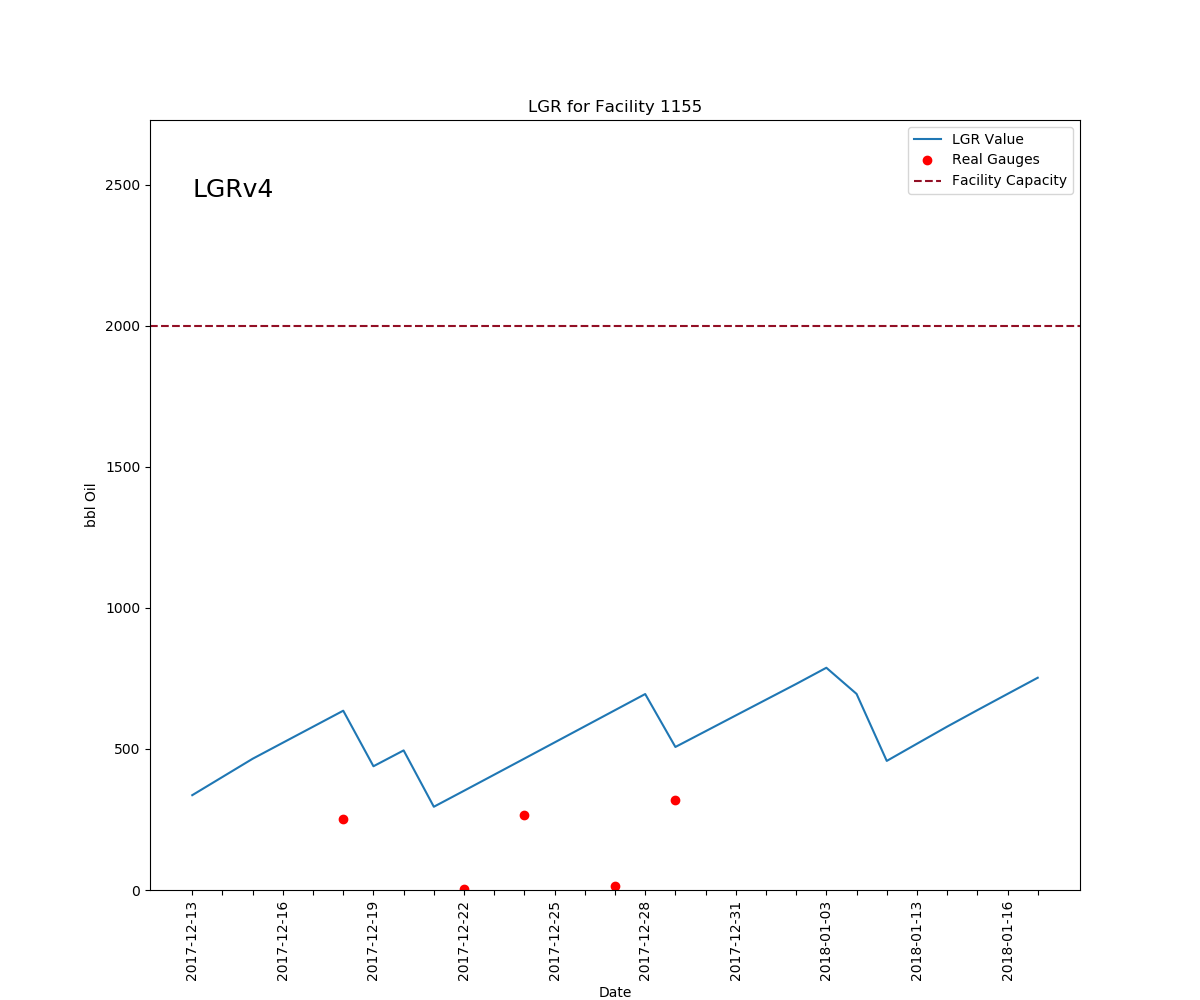 LGR for Facility 1155
LGR Value
Real Gauges
Facility Capacity
LGRv4
2500
2000
1500
1000
500
0
bbl Oil
2017-12-13
2017-12-16
2017-12-19
2017-12-22
2017-12-25
2017-12-28
2017-12-31
2018-01-03
2018-01-13
2018-01-16
Date